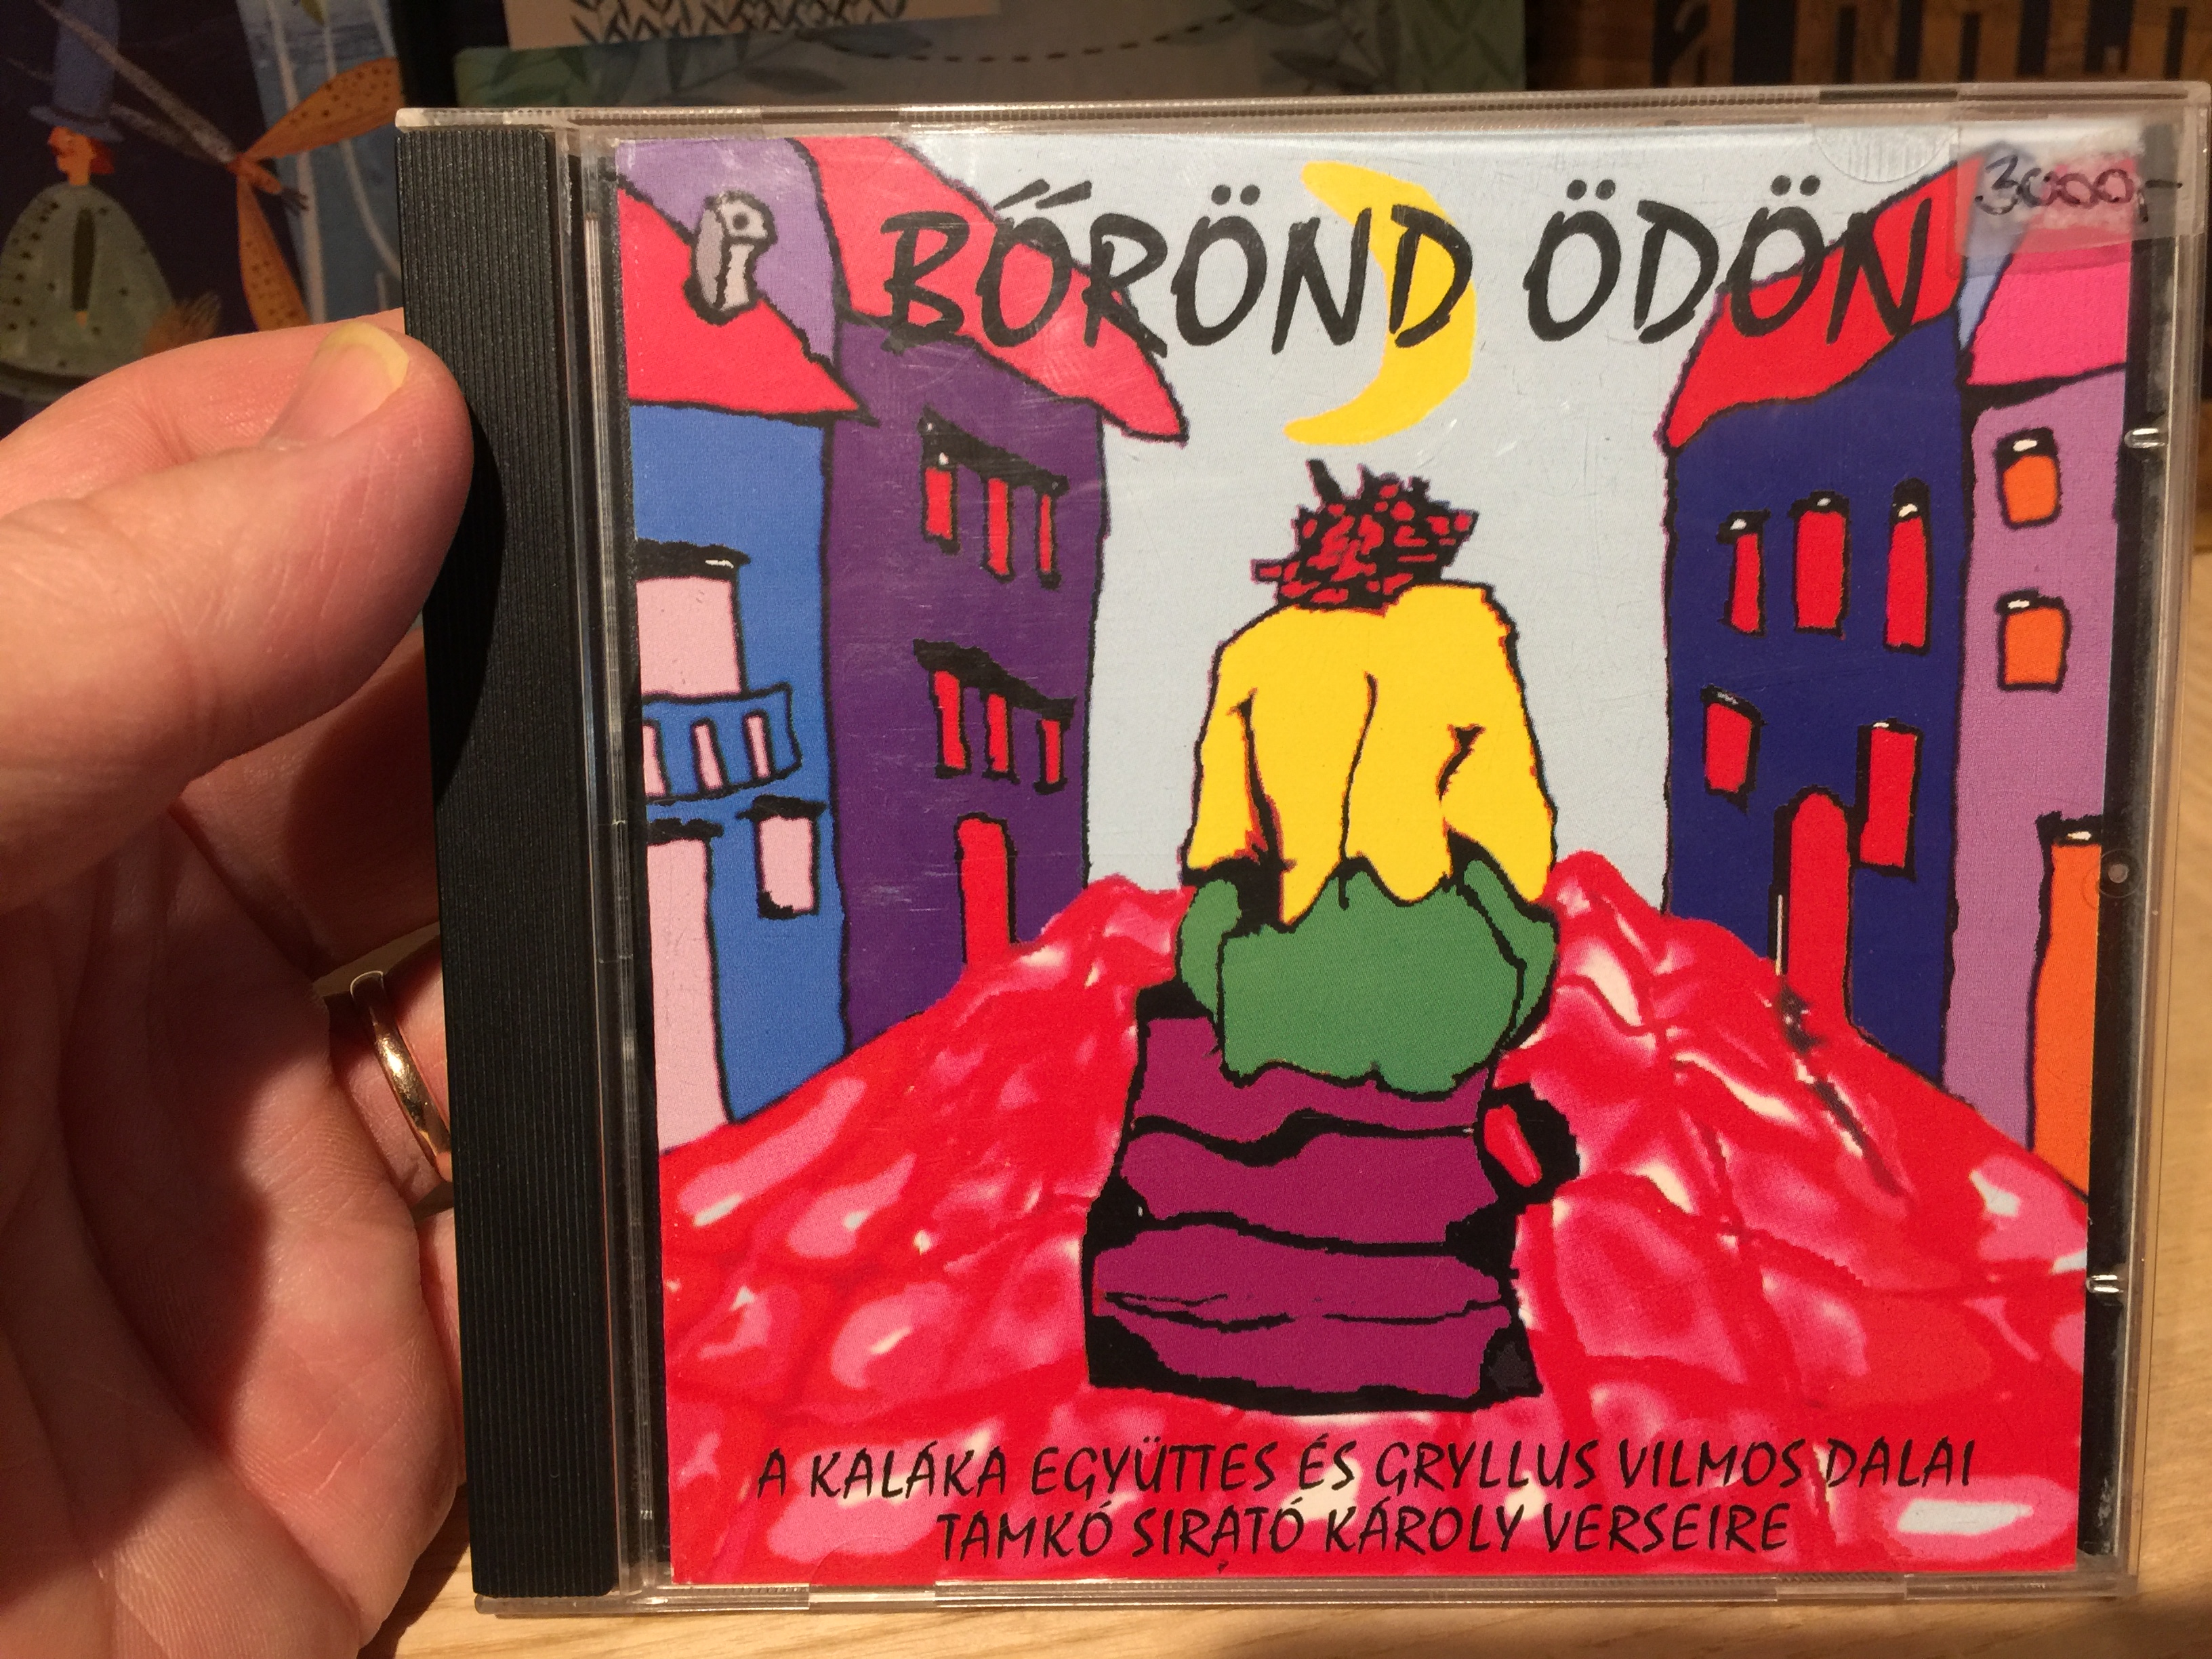 BŐRÖND ÖDÖN
3000,-
A KALÁKA EGYÜTTES ÉS GRYLLUS VILMOS DALAI
TAMKÓ SIRATÓ KÁROLY VERSEIRE